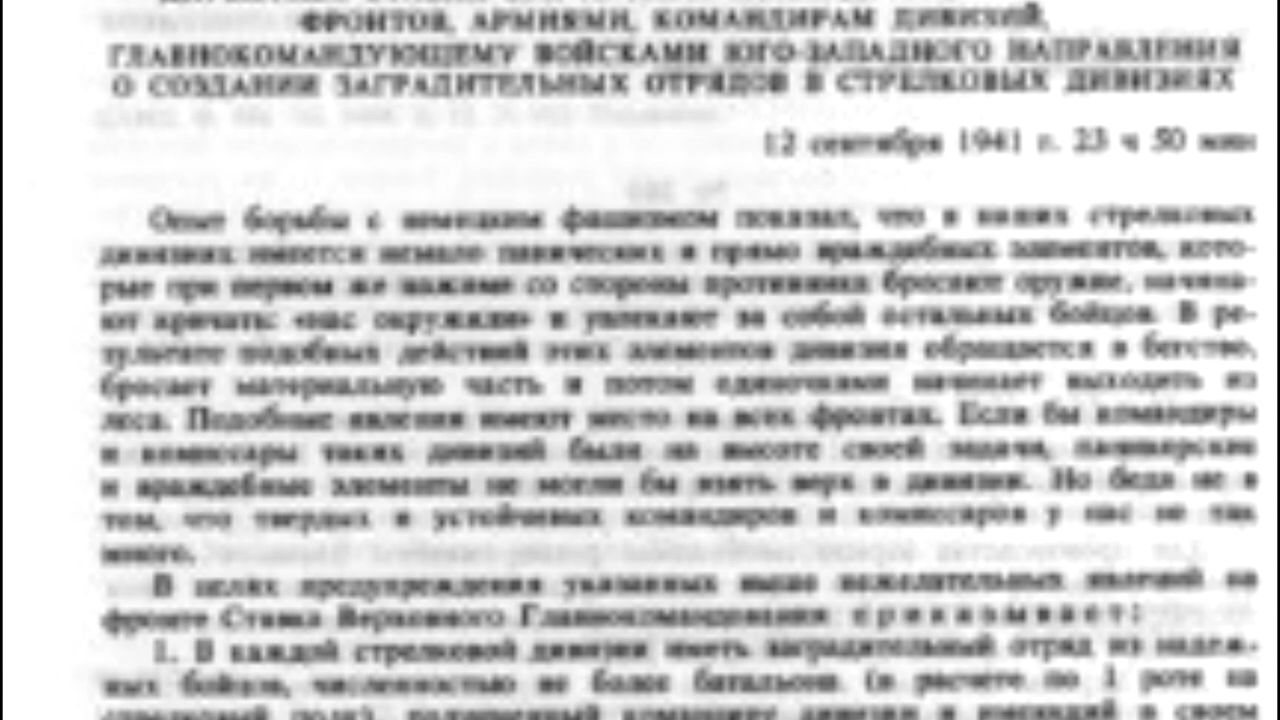 ФРОНТОВ, АРМИЯМИ, КОМАНДИРАМ ДИВИЗИЙ,
ГЛАВНОКОМАНДУЮЩЕМУ ВОЙСКАМИ ЮГО-ЗАПАДНОГО НАПРАВЛЕНИЯ
О СОЗДАНИИ ЗАГРАДИТЕЛЬНЫХ ОТРЯДОВ В СТРЕЛКОВЫХ ДИВИЗИЯХ
12 сентября 1941 г. 23 ч 50 мин
Опыт борьбы с немецким фашизмом показал, что в наших стрелковых
дивизиях имеется немало панических и прямо враждебных элементов, кото-
рые при первом же нажиме со стороны противника бросают оружие, начина-
ют кричать: «нас окружили» и увлекают за собой остальных бойцов. В ре-
зультате подобных действий этих элементов дивизия обращается в бегство,
бросает материальную часть и потом одиночками начинает выходить из
леса. Подобные явления имеют место на всех фронтах. Если бы командиры
и комиссары таких дивизий были на высоте своей задачи, паникерские
и враждебные элементы не могли бы взять верх в дивизии. Но беда не в
том, что твердых и устойчивых командиров и комиссаров у нас не так
много.
В целях предупреждения указанных выше нежелательных явлений на
фронте Ставка Верховного Главнокомандования приказывает:
1. В каждой стрелковой дивизии иметь заградительный отряд из надеж-
ных бойцов, численностью не более батальона (в расчете по 1 роте на
стрелковый полк), подчиненный командиру дивизии и имеющий в своем